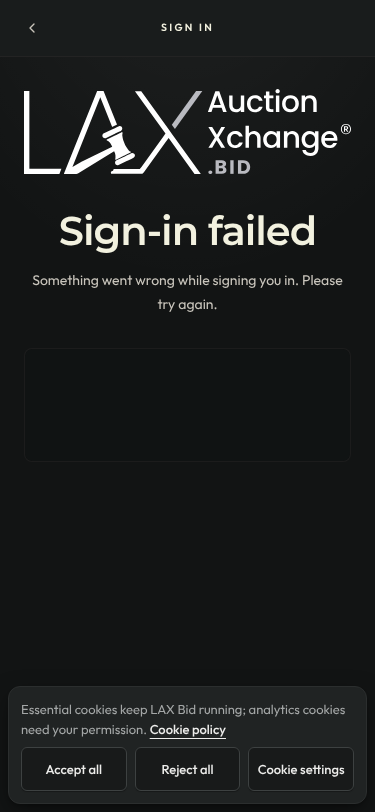 SIGN IN
LAX Auction
Xchange®
.BID
Sign-in failed
Something went wrong while signing you in. Please
try again.
Essential cookies keep LAX Bid running; analytics cookies
need your permission. Cookie policy
Accept all
Reject all
Cookie settings